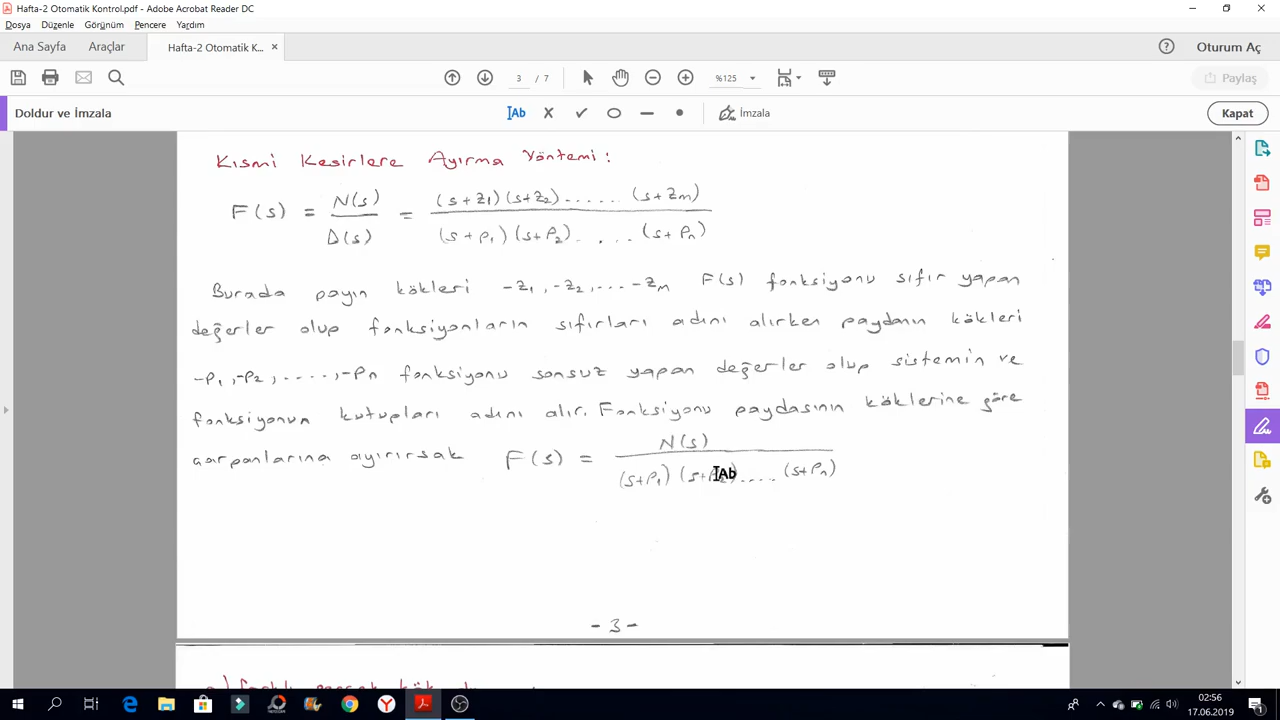 Hafta-2 Otomatik Kontrol.pdf - Adobe Acrobat Reader DC
Dosya Düzenle Görünüm Pencere Yardım
Ana Sayfa Araçlar Hafta-2 Otomatik K... × Oturum Aç
3 / 7 %125 Paylaş
Doldur ve İmzala Ab İmzala Kapat
Kısmi Kesirlere Ayırma Yöntemi:
F(s) = N(s) / D(s) = (s+z1)(s+z2)......(s+zm) / (s+p1)(s+p2)....(s+pn)
Burada payın kökleri -z1, -z2, ... -zm F(s) fonksiyonu sıfır yapan
değerler olup fonksiyonların sıfırları adını alırken paydanın kökleri
-p1, -p2, ....., -pn fonksiyonu sonsuz yapan değerler olup sistemin ve
fonksiyonun kutupları adını alır. Fonksiyonu paydasının köklerine göre
çarpanlarına ayırırsak F(s) = N(s) / (s+p1)(s+p2)....(s+pn)
Ab
-3-
02:56
17.06.2019